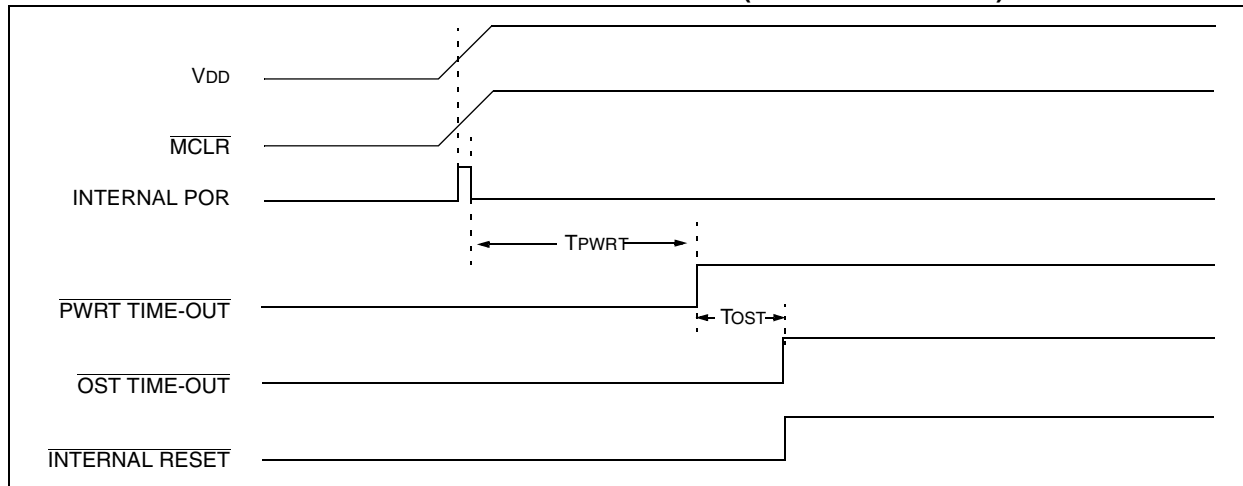 VDD
MCLR
INTERNAL POR
TPWRT
PWRT TIME-OUT
TOST
OST TIME-OUT
INTERNAL RESET